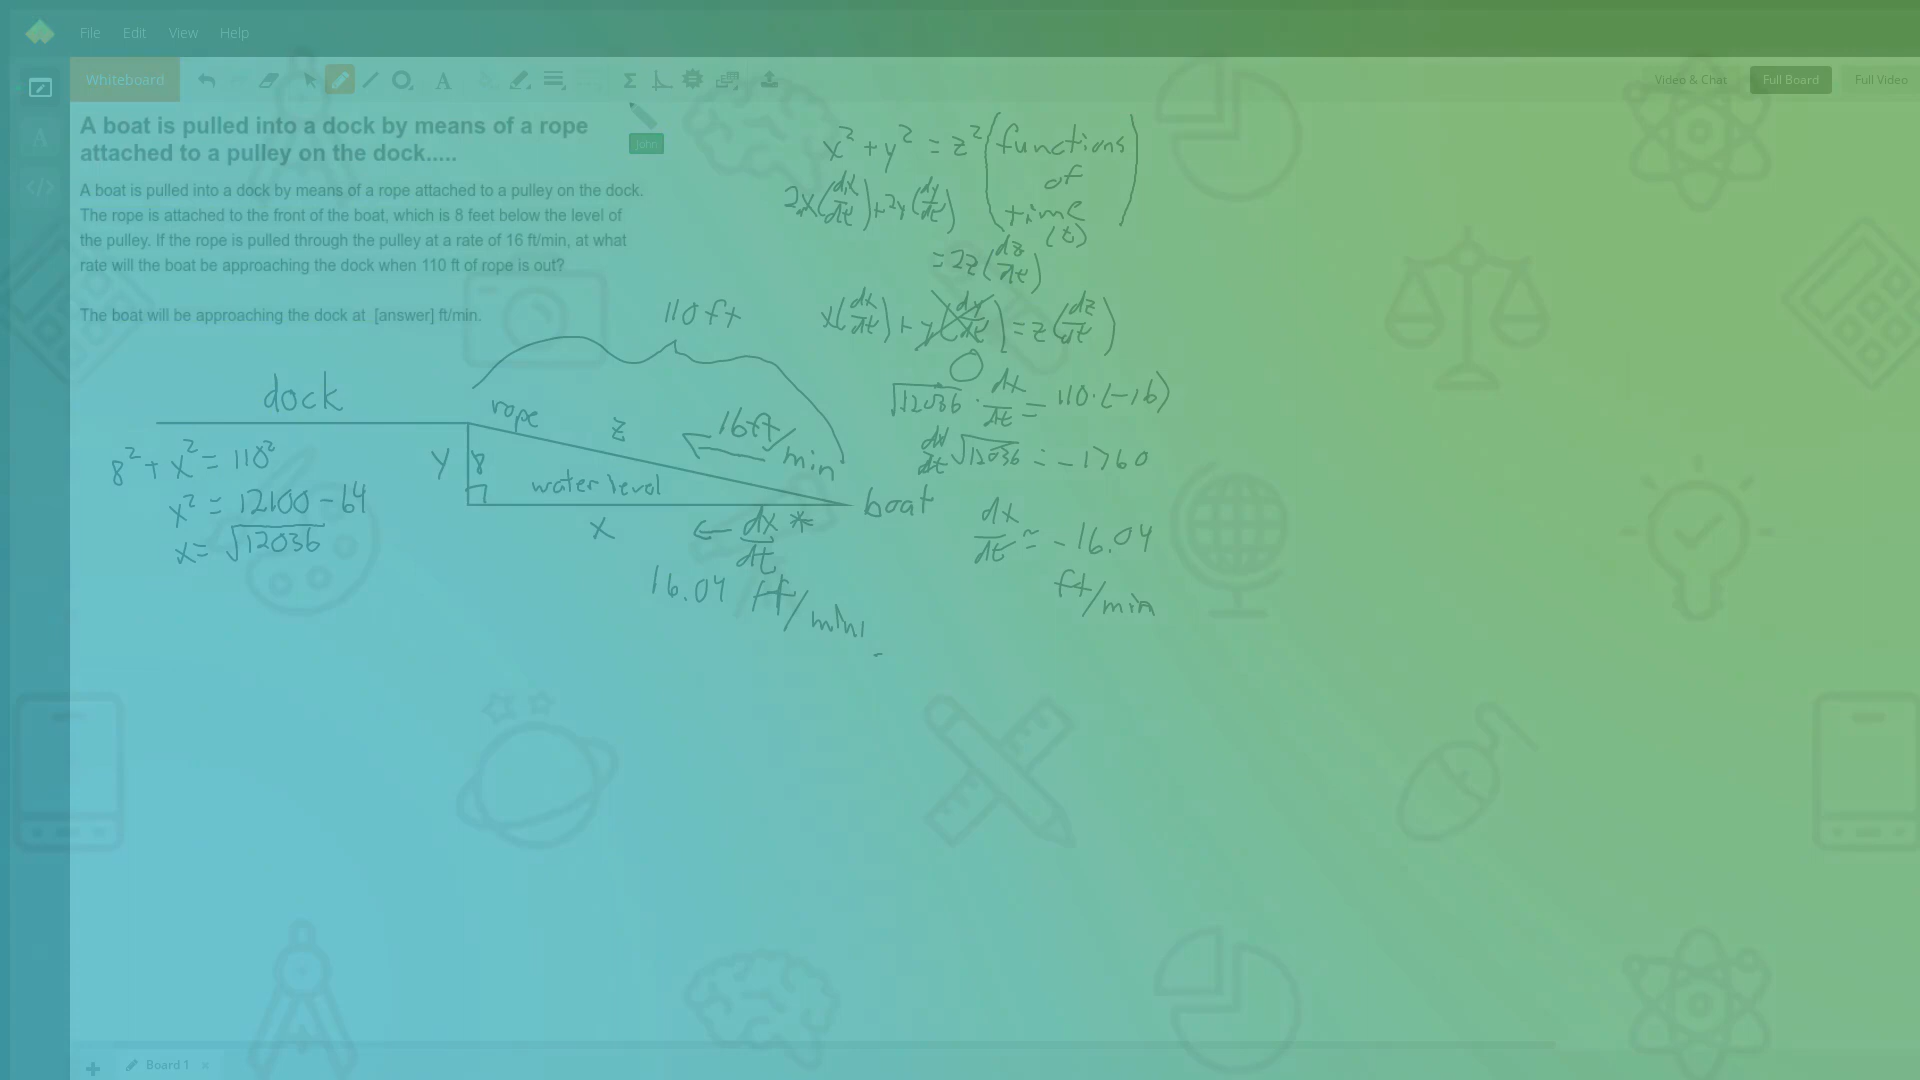 File Edit View Help
Whiteboard
Video & Chat Full Board Full Video
A boat is pulled into a dock by means of a rope
attached to a pulley on the dock.....
John
A boat is pulled into a dock by means of a rope attached to a pulley on the dock.
The rope is attached to the front of the boat, which is 8 feet below the level of
the pulley. If the rope is pulled through the pulley at a rate of 16 ft/min, at what
rate will the boat be approaching the dock when 110 ft of rope is out?
The boat will be approaching the dock at [answer] ft/min.
110 ft
dock
rope z 16ft/min
y 8
water level
boat
x
← dx/dt *
16.04 ft/min
8² + x² = 110²
x² = 12100 - 64
x = √12036
x² + y² = z² (functions of time (t))
2x(dx/dt) + 2y(dy/dt)
= 2z(dz/dt)
x(dx/dt) + y(dy/dt) = z(dz/dt)
0
√12036 · dx/dt = 110·(-16)
dx/dt √12036 = -1760
dx/dt ≈ -16.04
ft/min
Board 1